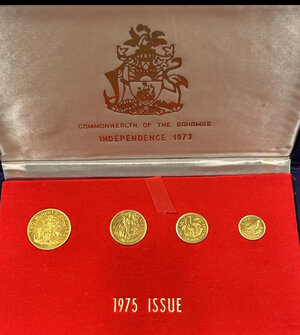 COMMONWEALTH OF THE BAHAMAS
INDEPENDENCE 1973
1975 ISSUE